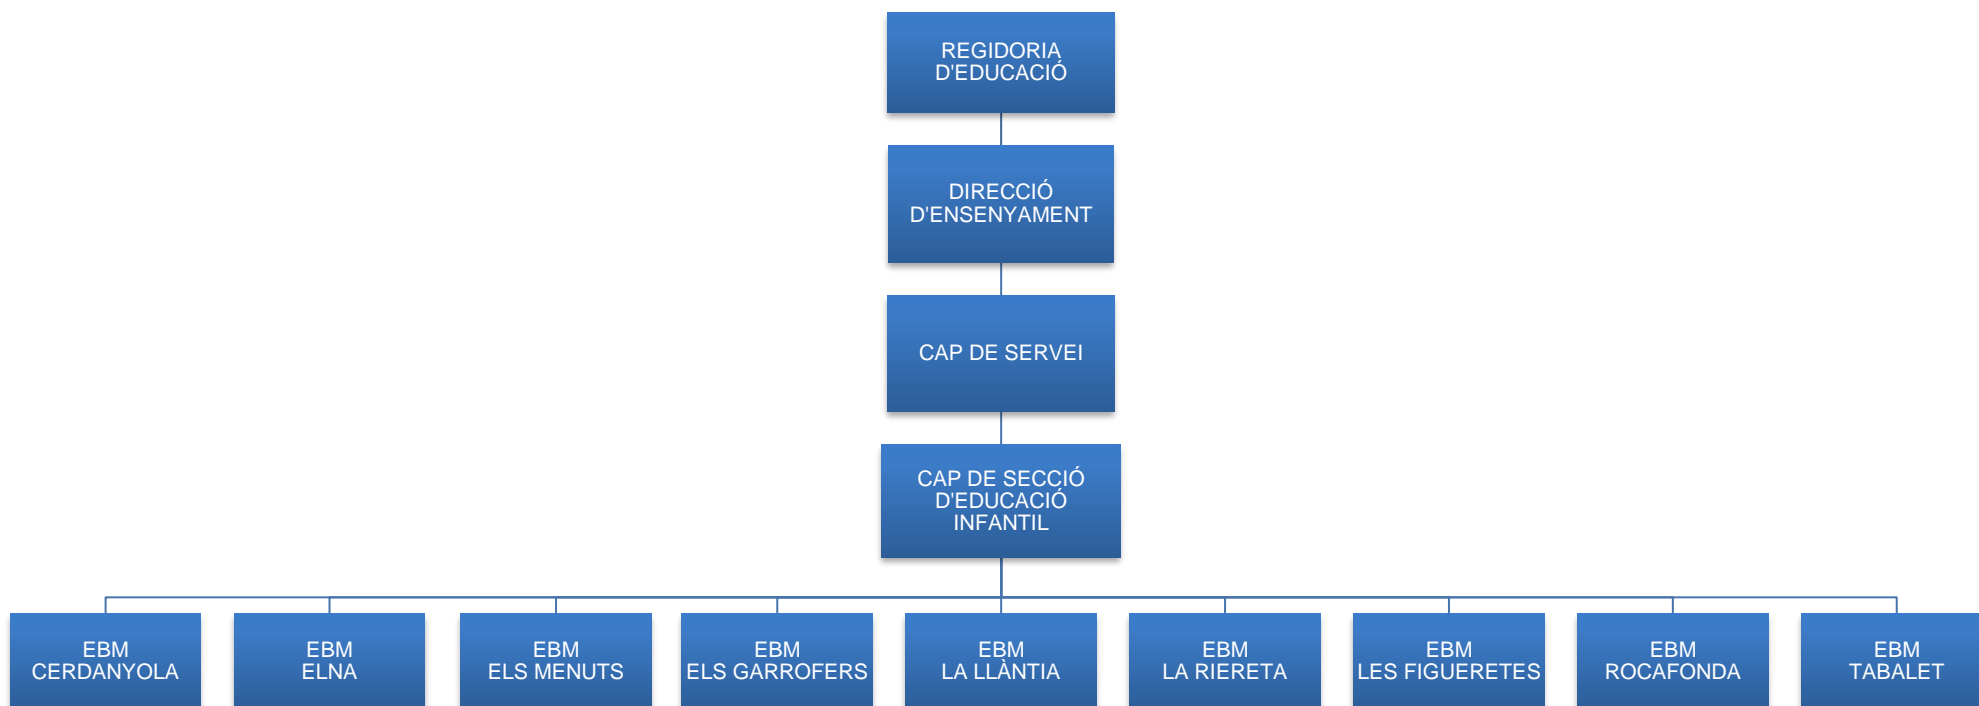 REGIDORIA
D'EDUCACIÓ
DIRECCIÓ
D'ENSENYAMENT
CAP DE SERVEI
CAP DE SECCIÓ
D'EDUCACIÓ
INFANTIL
EBM
CERDANYOLA
EBM
ELNA
EBM
ELS MENUTS
EBM
ELS GARROFERS
EBM
LA LLÀNTIA
EBM
LA RIERETA
EBM
LES FIGUERETES
EBM
ROCAFONDA
EBM
TABALET